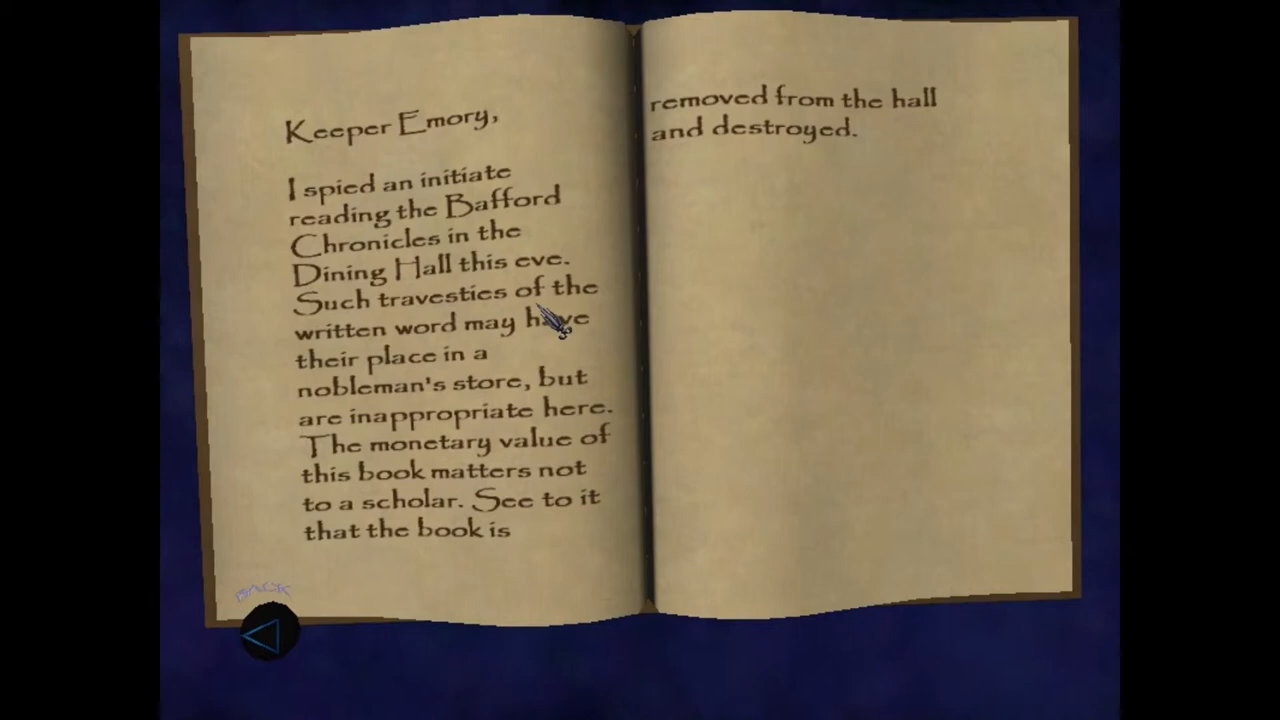 Keeper Emory,
I spied an initiate
reading the Bafford
Chronicles in the
Dining Hall this eve.
Such travesties of the
written word may have
their place in a
nobleman's store, but
are inappropriate here.
The monetary value of
this book matters not
to a scholar. See to it
that the book is
removed from the hall
and destroyed.
BACK